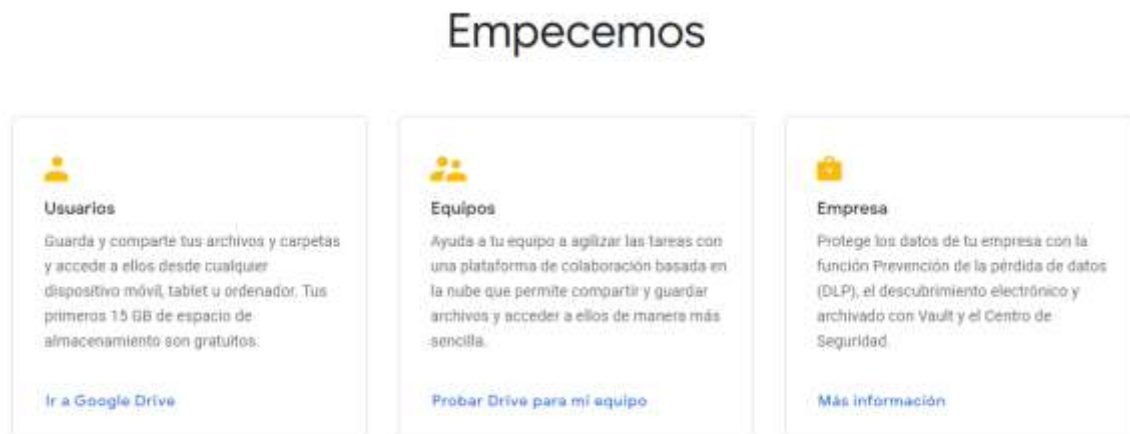 Empecemos
Usuarios
Guarda y comparte tus archivos y carpetas
y accede a ellos desde cualquier
dispositivo móvil, tablet u ordenador. Tus
primeros 15 GB de espacio de
almacenamiento son gratuitos.
Ir a Google Drive
Equipos
Ayuda a tu equipo a agilizar las tareas con
una plataforma de colaboración basada en
la nube que permite compartir y guardar
archivos y acceder a ellos de manera más
sencilla.
Probar Drive para mi equipo
Empresa
Protege los datos de tu empresa con la
función Prevención de la pérdida de datos
(DLP), el descubrimiento electrónico y
archivado con Vault y el Centro de
Seguridad.
Más información